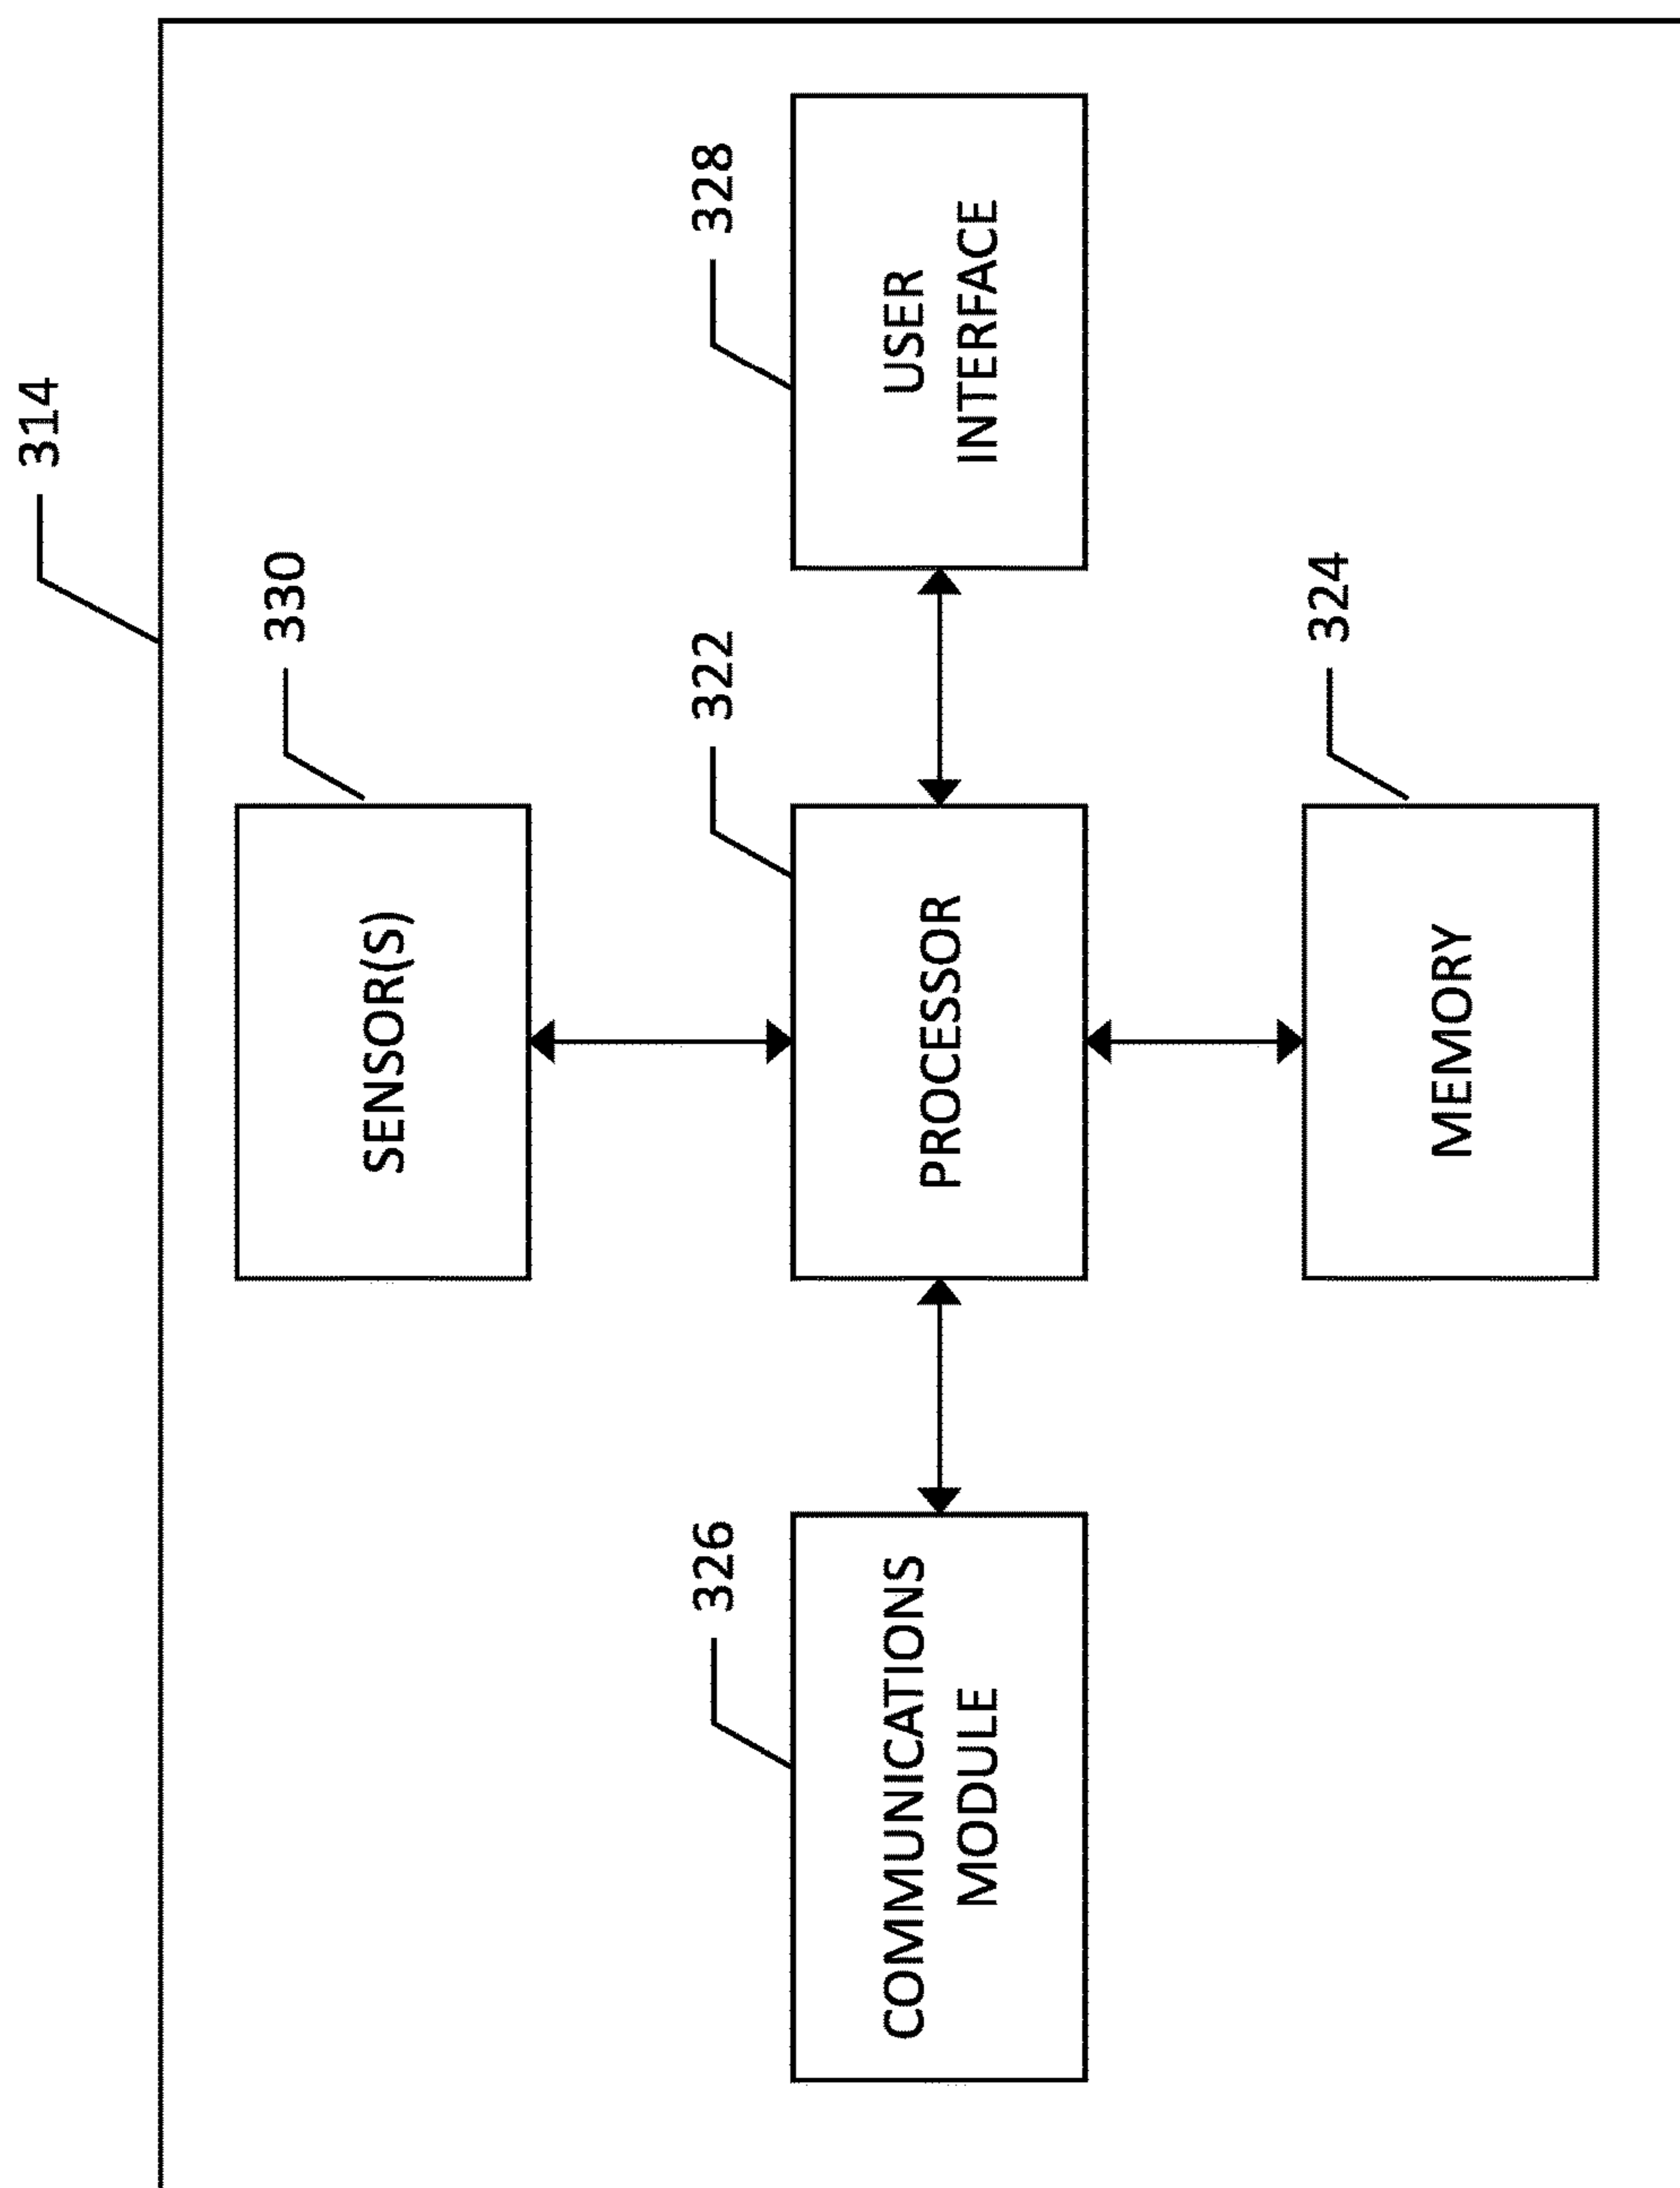 314
330
SENSOR(S)
326
COMMUNICATIONS
MODULE
322
PROCESSOR
328
USER
INTERFACE
324
MEMORY